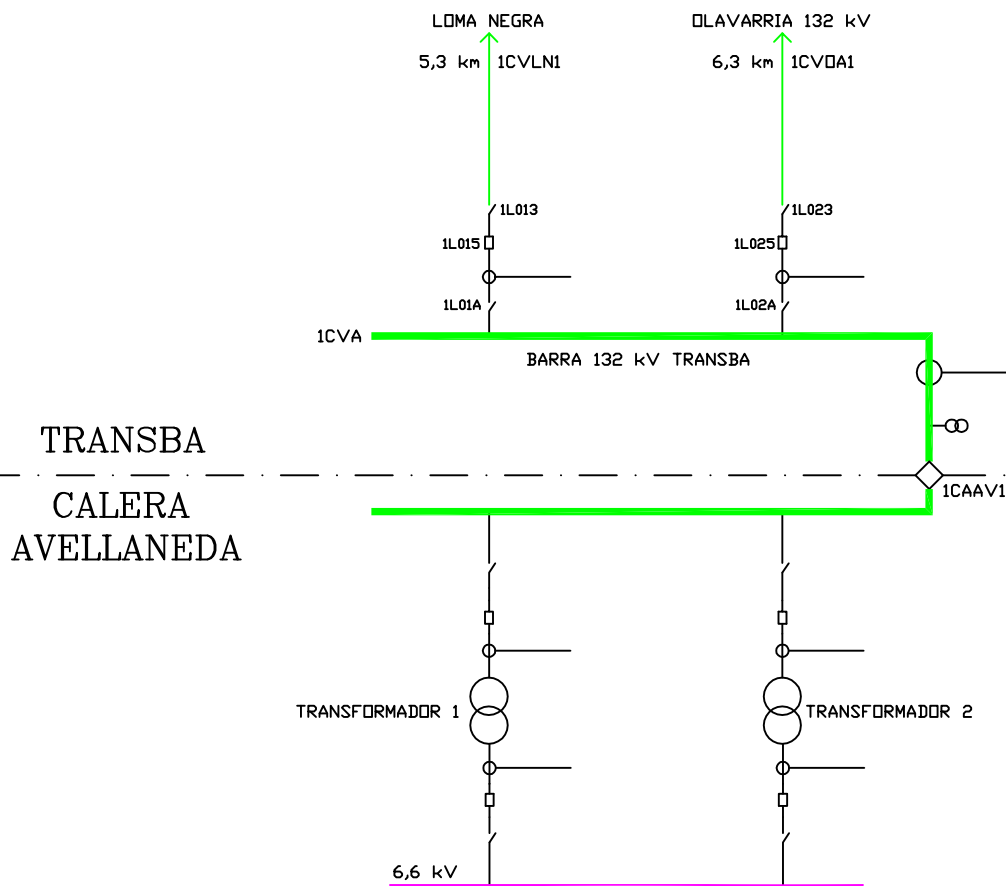 LOMA NEGRA
OLAVARRIA 132 kV
5,3 km 1CVLN1
6,3 km 1CVOA1
1L013
1L023
1L015
1L025
1L01A
1L02A
1CVA
BARRA 132 kV TRANSBA
TRANSBA
1CAAV1
CALERA
AVELLANEDA
TRANSFORMADOR 1
TRANSFORMADOR 2
6,6 kV